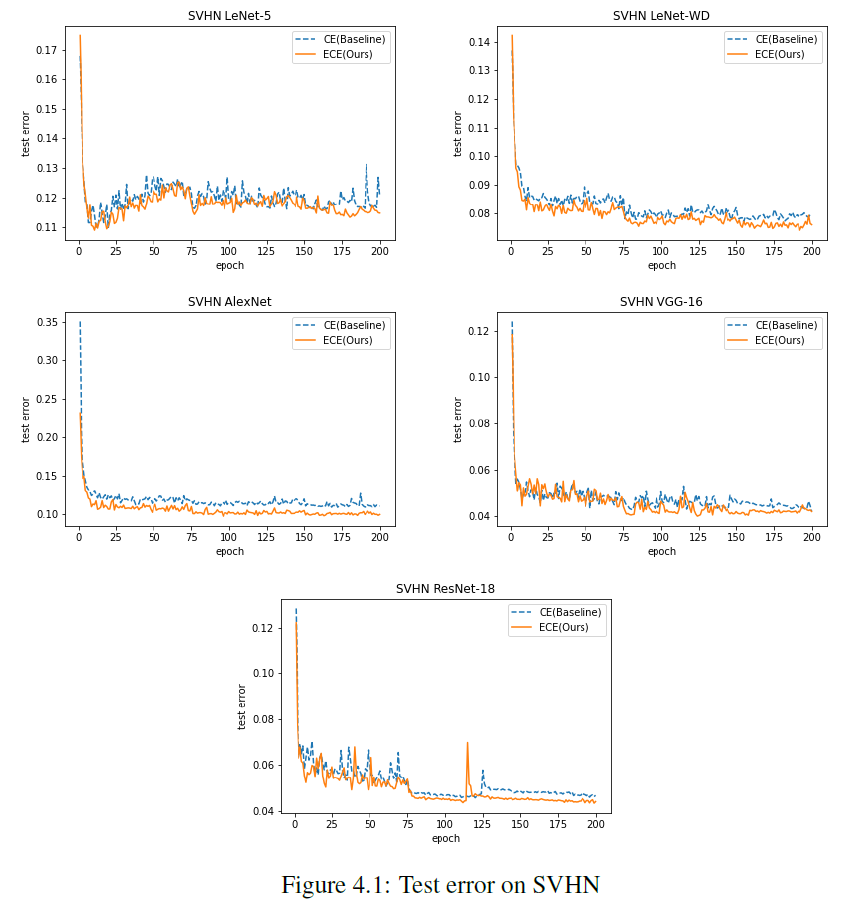 SVHN LeNet-5
CE(Baseline)
ECE(Ours)
0.17
0.16
0.15
0.14
0.13
0.12
0.11
test error
0 25 50 75 100 125 150 175 200
epoch
SVHN LeNet-WD
CE(Baseline)
ECE(Ours)
0.14
0.13
0.12
0.11
0.10
0.09
0.08
test error
0 25 50 75 100 125 150 175 200
epoch
SVHN AlexNet
CE(Baseline)
ECE(Ours)
0.35
0.30
0.25
0.20
0.15
0.10
test error
0 25 50 75 100 125 150 175 200
epoch
SVHN VGG-16
CE(Baseline)
ECE(Ours)
0.12
0.10
0.08
0.06
0.04
test error
0 25 50 75 100 125 150 175 200
epoch
SVHN ResNet-18
CE(Baseline)
ECE(Ours)
0.12
0.10
0.08
0.06
0.04
test error
0 25 50 75 100 125 150 175 200
epoch
Figure 4.1: Test error on SVHN